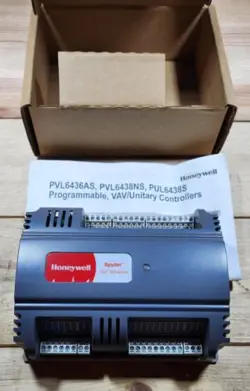 PVL6436AS, PVL6438NS, PUL6438S
Honeywell
Programmable, VAV/Unitary Controllers
Honeywell
Spyder